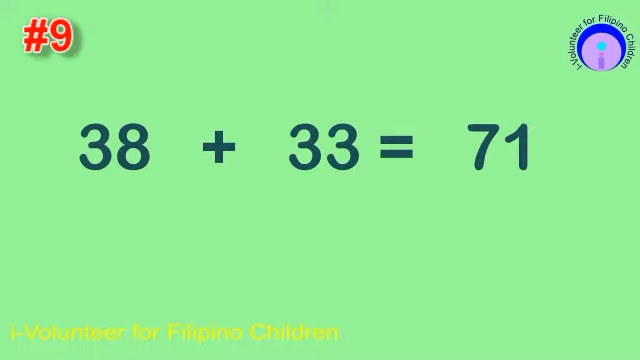 #9
i-Volunteer for Filipino Children
38 + 33 = 71
i-Volunteer for Filipino Children